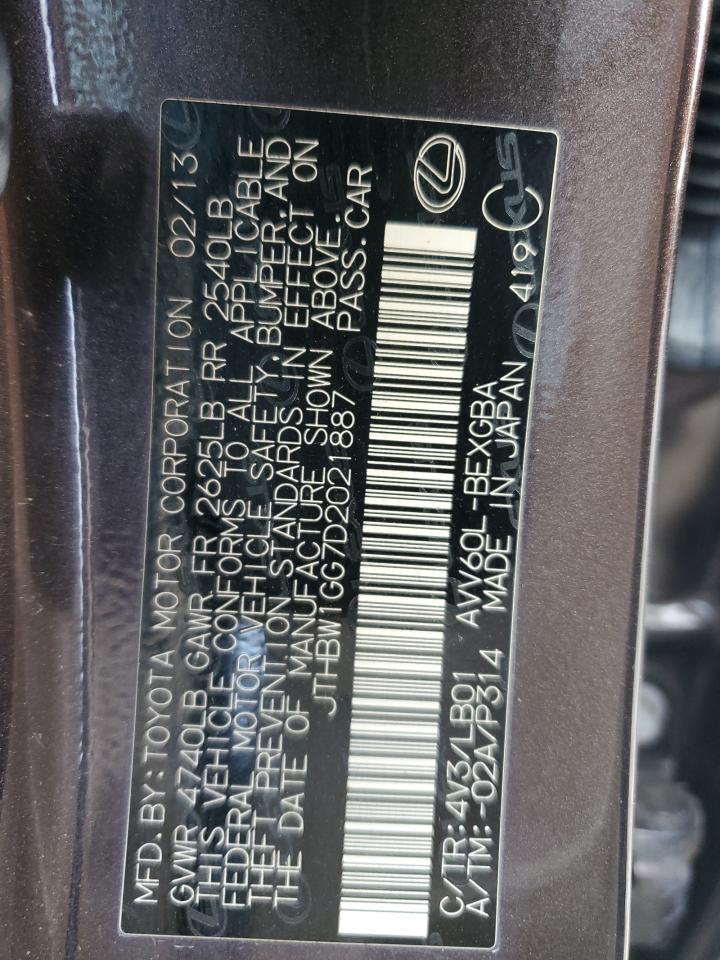 MFD. BY: TOYOTA MOTOR CORPORATION 02/13
GVWR 4740LB GAWR FR 2625LB RR 2540LB
THIS VEHICLE CONFORMS TO ALL APPLICABLE
FEDERAL MOTOR VEHICLE SAFETY, BUMPER, AND
THEFT PREVENTION STANDARDS IN EFFECT ON
THE DATE OF MANUFACTURE SHOWN ABOVE.
JTHBW1GG7D2021887 PASS.CAR
C/TR:4V3/LB01 AVV60L-BEXGBA
A/TM:-02A/P314 MADE IN JAPAN 419